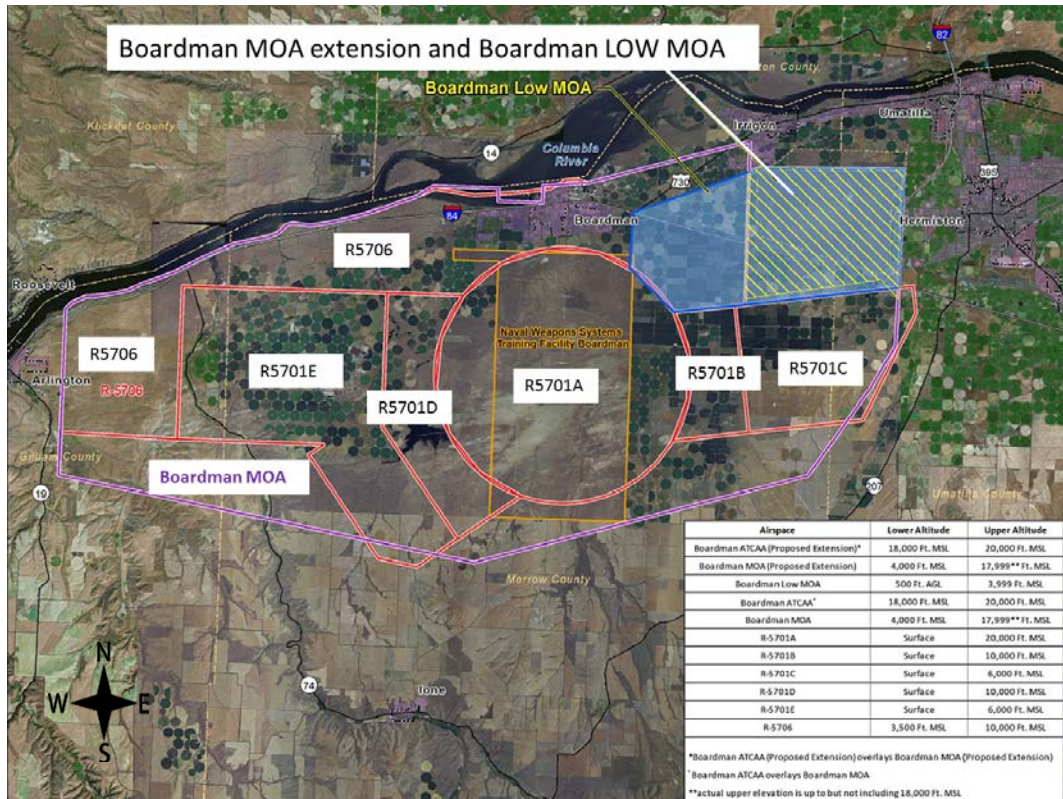 Boardman MOA extension and Boardman LOW MOA
82
Boardman Low MOA
Umatilla
Klickitat County
Irrigon
14
Columbia
River
730
395
84
Boardman
Hermiston
R5706
Roosevelt
Naval Weapons Systems
Training Facility Boardman
R5706
R5701E
R5701B
R5701C
R5701A
Arlington
R-5706
R5701D
Gilliam County
Boardman MOA
19
207
Umatilla County
Morrow County
Airspace Lower Altitude Upper Altitude
Boardman ATCAA (Proposed Extension)* 18,000 Ft. MSL 20,000 Ft. MSL
Boardman MOA (Proposed Extension) 4,000 Ft. MSL 17,999** Ft. MSL
Boardman Low MOA 500 Ft. AGL 3,999 Ft. MSL
Boardman ATCAA^ 18,000 Ft. MSL 20,000 Ft. MSL
Boardman MOA 4,000 Ft. MSL 17,999** Ft. MSL
R-5701A Surface 20,000 Ft. MSL
R-5701B Surface 10,000 Ft. MSL
R-5701C Surface 6,000 Ft. MSL
R-5701D Surface 10,000 Ft. MSL
R-5701E Surface 6,000 Ft. MSL
R-5706 3,500 Ft. MSL 10,000 Ft. MSL
*Boardman ATCAA (Proposed Extension) overlays Boardman MOA (Proposed Extension)
^Boardman ATCAA overlays Boardman MOA
**actual upper elevation is up to but not including 18,000 Ft. MSL
N
W E
S
74
Ione